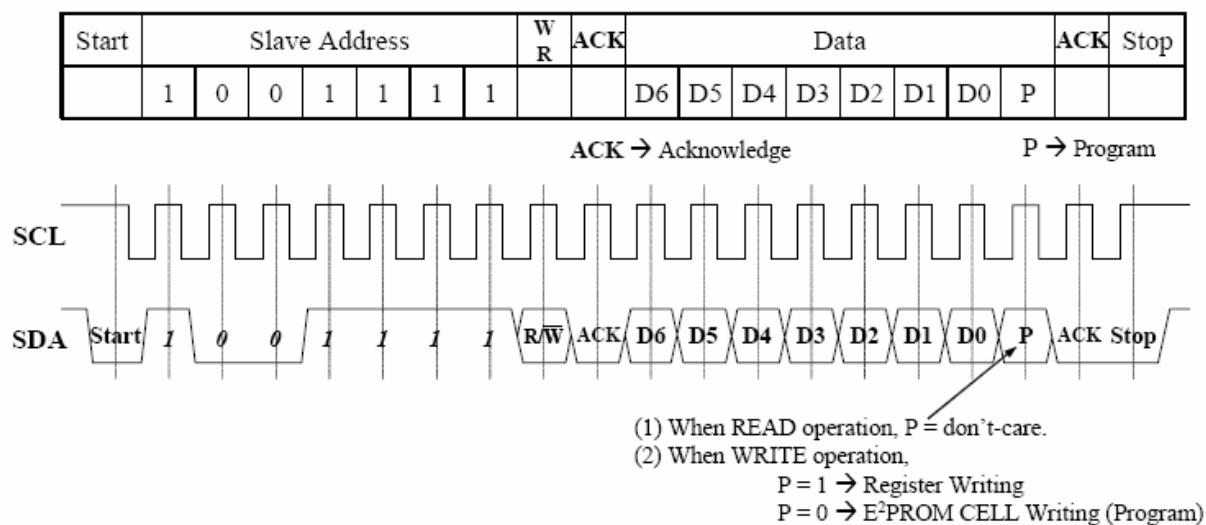 Start Slave Address W R ACK Data ACK Stop
1 0 0 1 1 1 1 D6 D5 D4 D3 D2 D1 D0 P
ACK → Acknowledge P → Program
SCL
SDA Start 1 0 0 1 1 1 1 R/W̅ ACK D6 D5 D4 D3 D2 D1 D0 P ACK Stop
(1) When READ operation, P = don't-care.
(2) When WRITE operation,
P = 1 → Register Writing
P = 0 → E²PROM CELL Writing (Program)